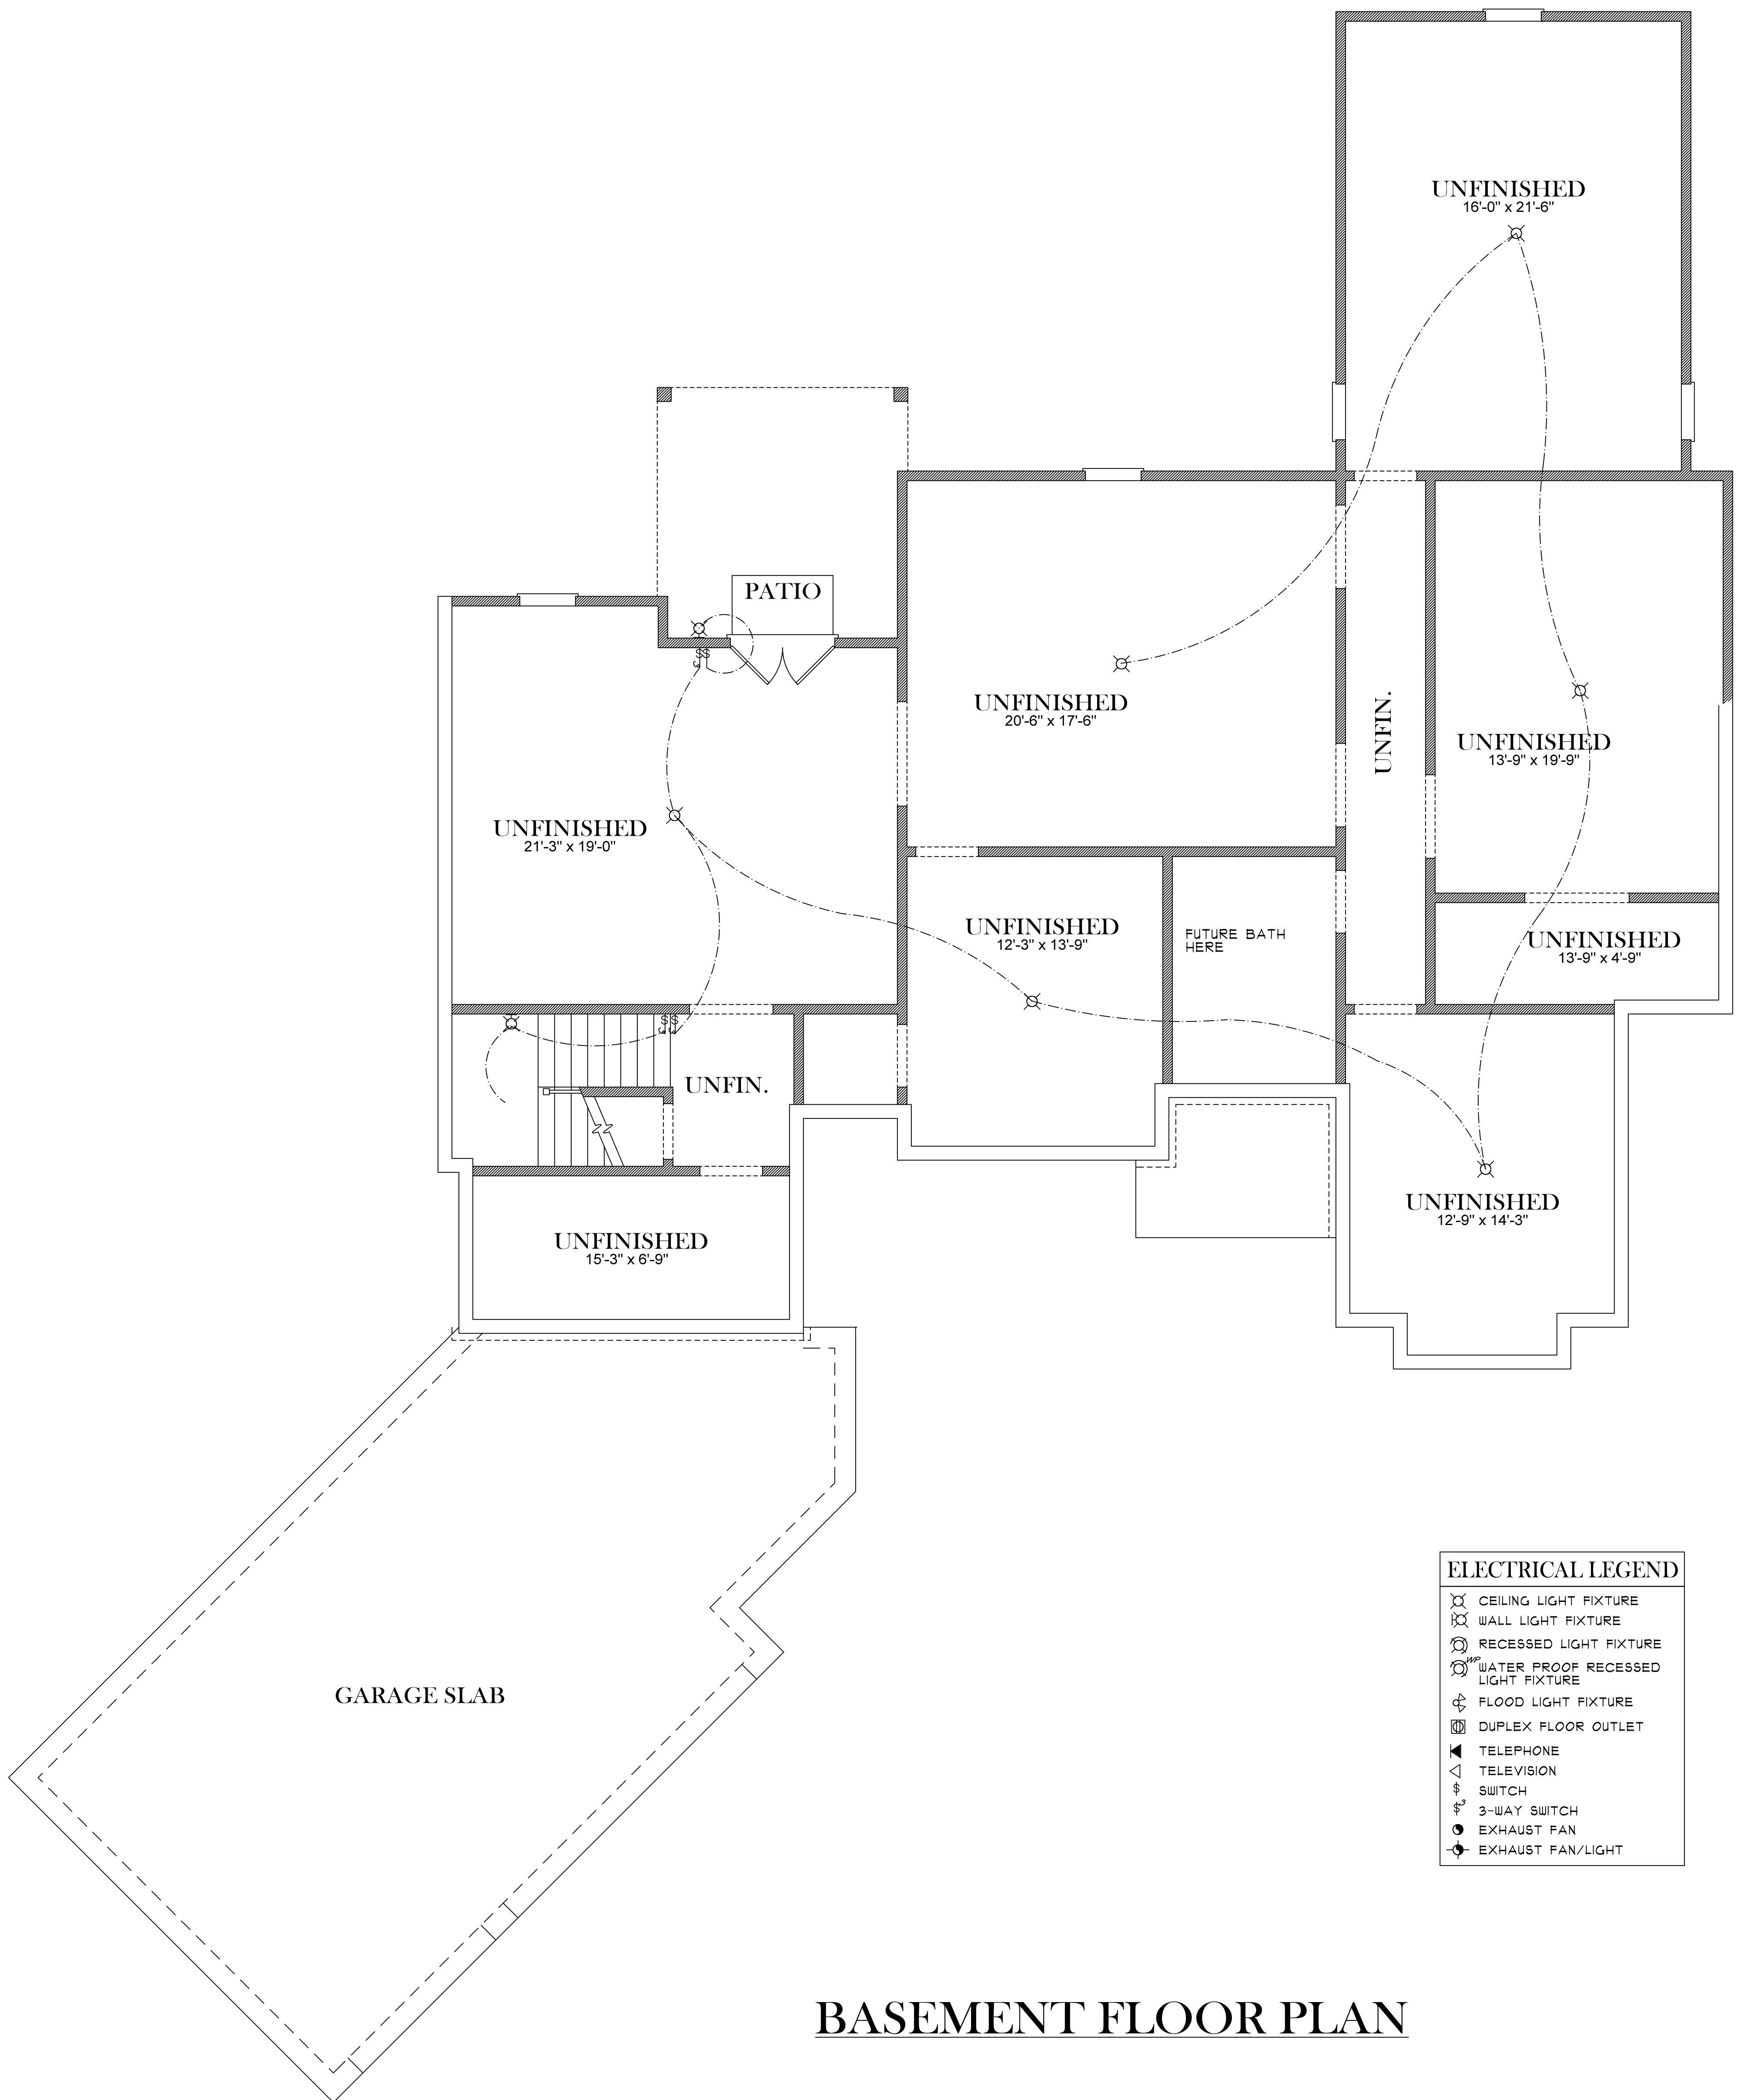 UNFINISHED
16'-0" x 21'-6"
PATIO
$$
UNFINISHED
20'-6" x 17'-6"
UNFIN.
UNFINISHED
13'-9" x 19'-9"
UNFINISHED
21'-3" x 19'-0"
UNFINISHED
12'-3" x 13'-9"
FUTURE BATH
HERE
UNFINISHED
13'-9" x 4'-9"
$$
UNFIN.
UNFINISHED
12'-9" x 14'-3"
UNFINISHED
15'-3" x 6'-9"
GARAGE SLAB
ELECTRICAL LEGEND
CEILING LIGHT FIXTURE
WALL LIGHT FIXTURE
RECESSED LIGHT FIXTURE
WP WATER PROOF RECESSED
LIGHT FIXTURE
FLOOD LIGHT FIXTURE
DUPLEX FLOOR OUTLET
TELEPHONE
TELEVISION
$ SWITCH
$3 3-WAY SWITCH
EXHAUST FAN
EXHAUST FAN/LIGHT
BASEMENT FLOOR PLAN